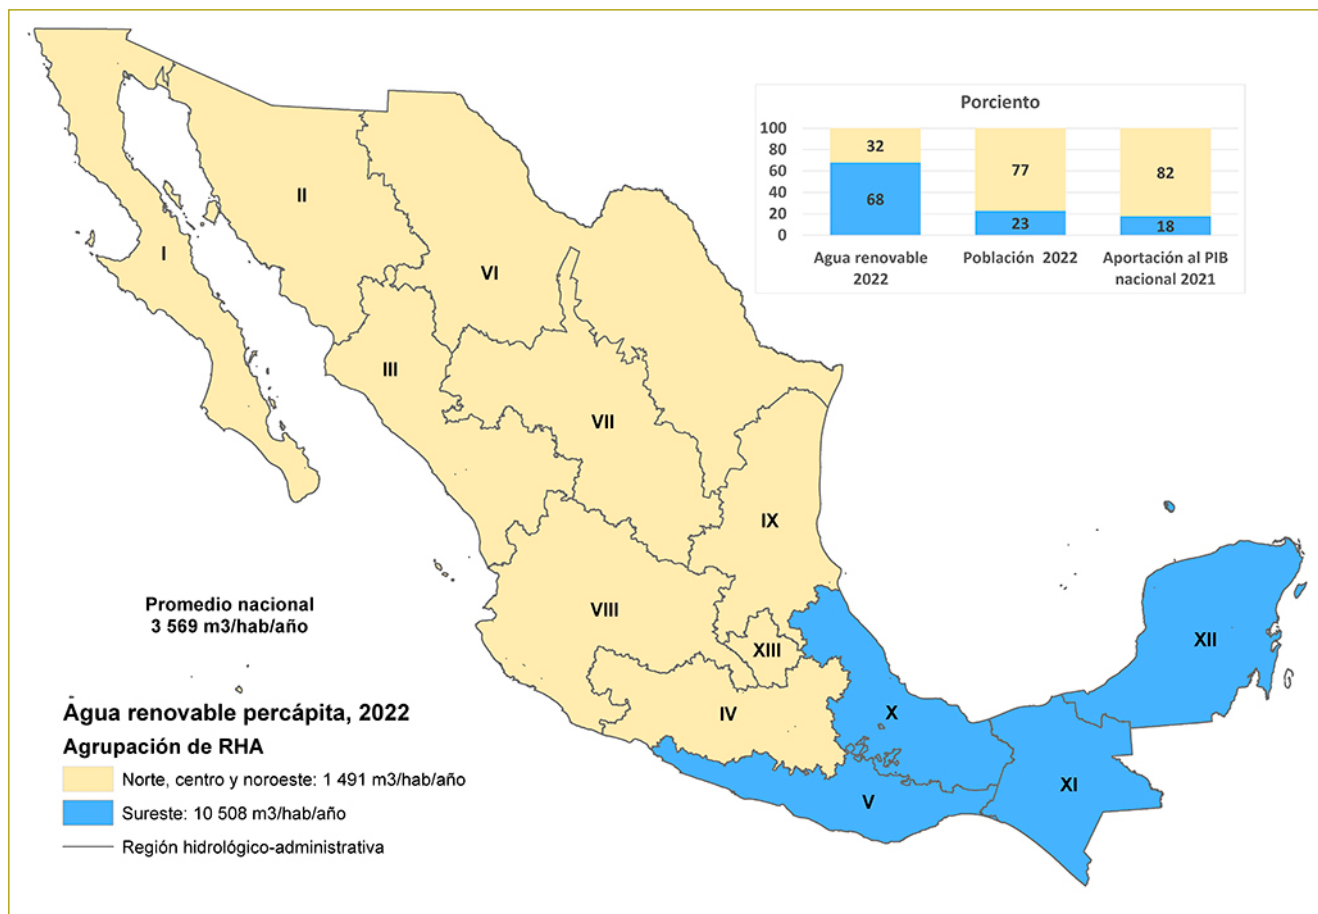 Porciento
100
80
60
40
20
0
32
68
77
23
82
18
Agua renovable
2022
Población 2022
Aportación al PIB
nacional 2021
I
II
III
VI
VII
IX
VIII
XIII
IV
X
V
XI
XII
Promedio nacional
3 569 m3/hab/año
Agua renovable percápita, 2022
Agrupación de RHA
Norte, centro y noroeste: 1 491 m3/hab/año
Sureste: 10 508 m3/hab/año
Región hidrológico-administrativa